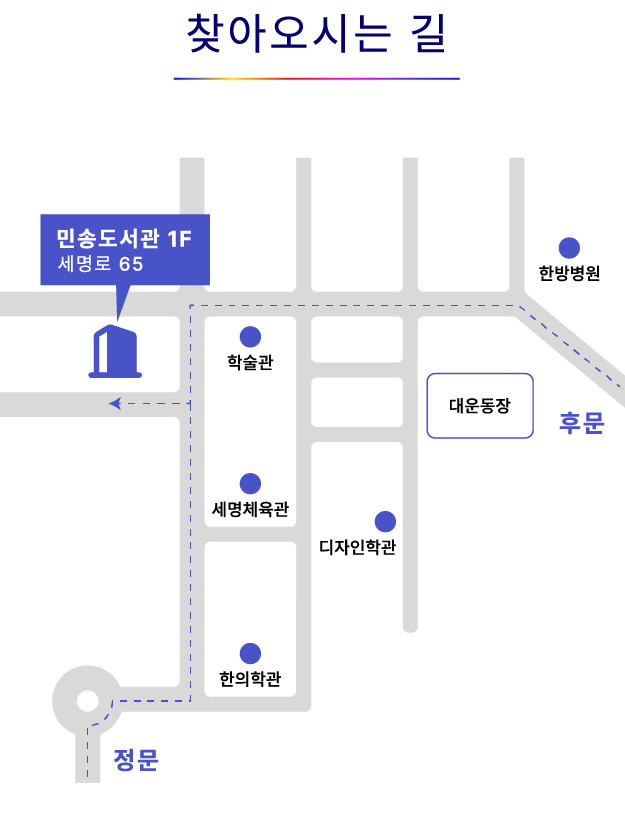 찾아오시는 길
민송도서관 1F
세명로 65
한방병원
학술관
대운동장
후문
세명체육관
디자인학관
한의학관
정문